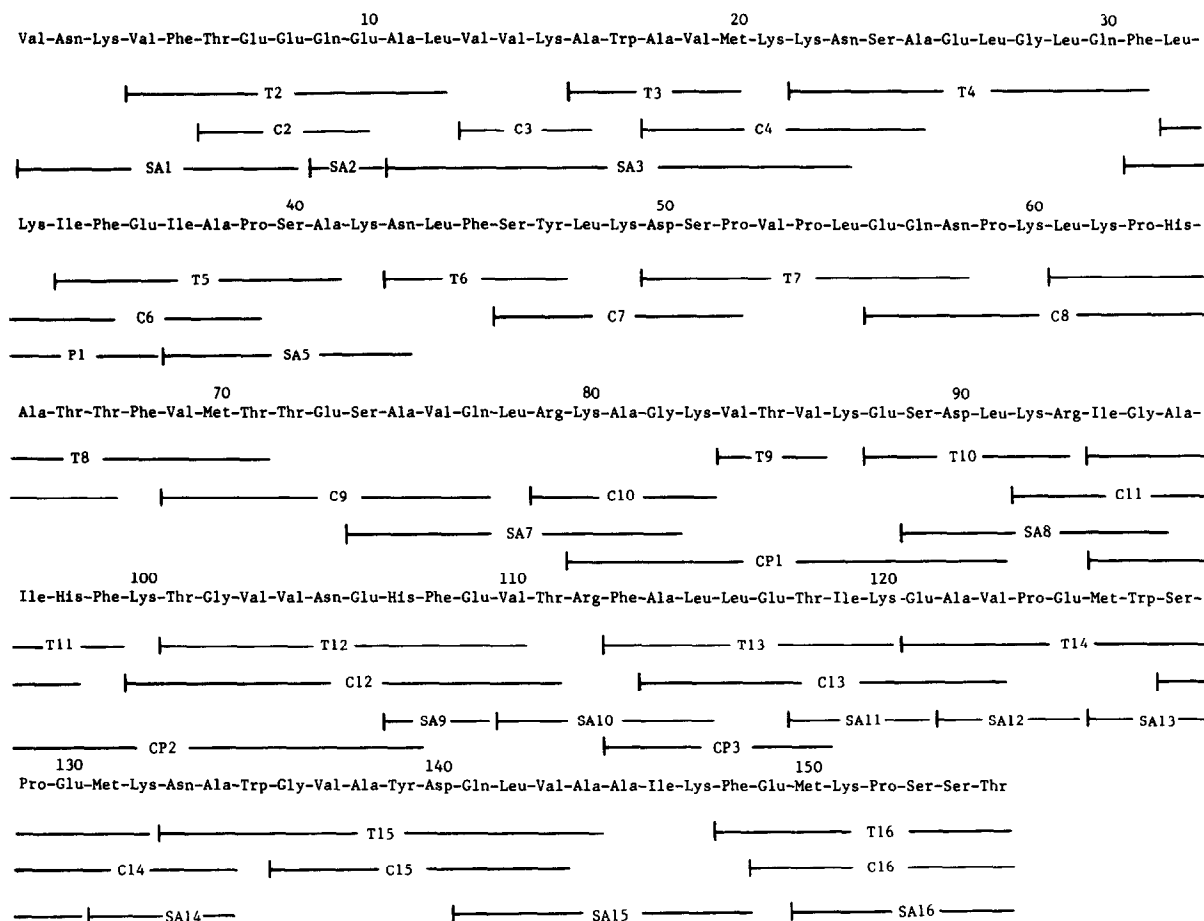 10 20 30
Val-Asn-Lys-Val-Phe-Thr-Glu-Glu-Gln-Glu-Ala-Leu-Val-Val-Lys-Ala-Trp-Ala-Val-Met-Lys-Lys-Asn-Ser-Ala-Glu-Leu-Gly-Leu-Gln-Phe-Leu-
T2 T3 T4
C2 C3 C4
SA1 SA2 SA3
40 50 60
Lys-Ile-Phe-Glu-Ile-Ala-Pro-Ser-Ala-Lys-Asn-Leu-Phe-Ser-Tyr-Leu-Lys-Asp-Ser-Pro-Val-Pro-Leu-Glu-Gln-Asn-Pro-Lys-Leu-Lys-Pro-His-
T5 T6 T7
C6 C7 C8
P1 SA5
70 80 90
Ala-Thr-Thr-Phe-Val-Met-Thr-Thr-Glu-Ser-Ala-Val-Gln-Leu-Arg-Lys-Ala-Gly-Lys-Val-Thr-Val-Lys-Glu-Ser-Asp-Leu-Lys-Arg-Ile-Gly-Ala-
T8 T9 T10
C9 C10 C11
SA7 SA8
CP1
100 110 120
Ile-His-Phe-Lys-Thr-Gly-Val-Val-Asn-Glu-His-Phe-Glu-Val-Thr-Arg-Phe-Ala-Leu-Leu-Glu-Thr-Ile-Lys-Glu-Ala-Val-Pro-Glu-Met-Trp-Ser-
T11 T12 T13 T14
C12 C13
SA9 SA10 SA11 SA12 SA13
CP2 CP3
130 140 150
Pro-Glu-Met-Lys-Asn-Ala-Trp-Gly-Val-Ala-Tyr-Asp-Gln-Leu-Val-Ala-Ala-Ile-Lys-Phe-Glu-Met-Lys-Pro-Ser-Ser-Thr
T15 T16
C14 C15 C16
SA14 SA15 SA16